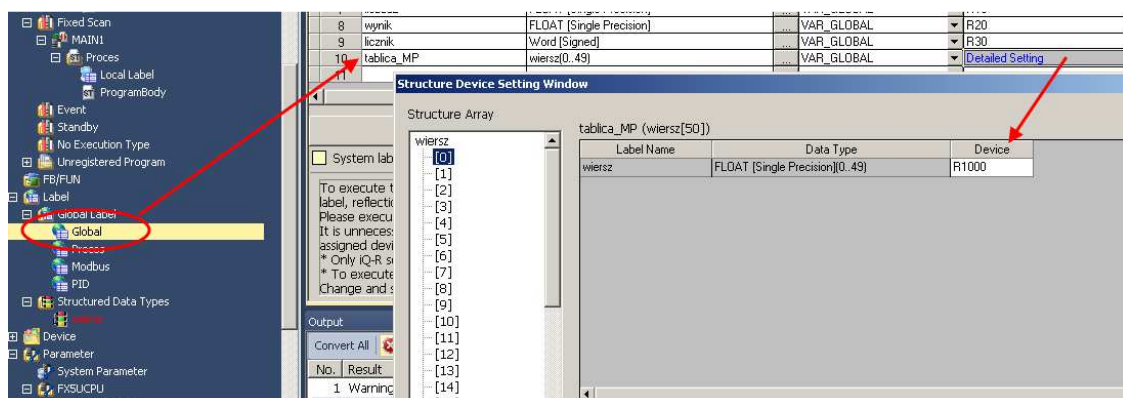 Fixed Scan
MAIN1
Proces
Local Label
ProgramBody
Event
Standby
No Execution Type
Unregistered Program
FB/FUN
Label
Global Label
Global
Proces
Modbus
PID
Structured Data Types
Device
Parameter
System Parameter
FX5UCPU
8 wynik FLOAT [Single Precision] ... VAR_GLOBAL R20
9 licznik Word [Signed] ... VAR_GLOBAL R30
10 tablica_MP wiersz(0..49) ... VAR_GLOBAL Detailed Setting
11
System lab
To execute t
label, reflectio
Please execu
It is unneces
assigned devi
* Only iQ-R s
* To execute
Change and s
Output
Convert All
No. Result
1 Warning
Structure Device Setting Window
Structure Array
wiersz
[0]
[1]
[2]
[3]
[4]
[5]
[6]
[7]
[8]
[9]
[10]
[11]
[12]
[13]
[14]
tablica_MP (wiersz[50])
Label Name Data Type Device
wiersz FLOAT [Single Precision](0..49) R1000